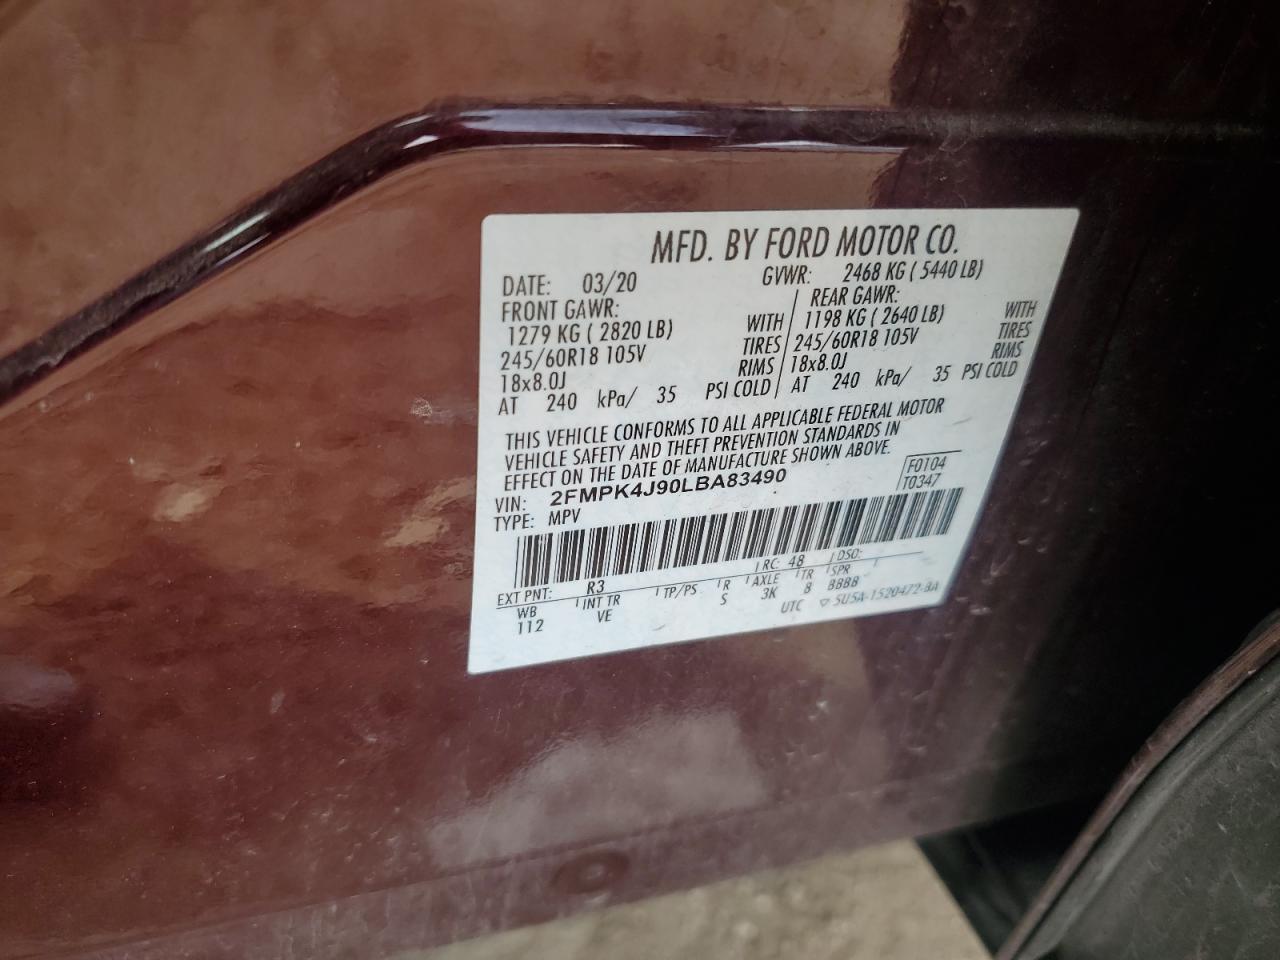 MFD. BY FORD MOTOR CO.
DATE: 03/20 GVWR: 2468 KG ( 5440 LB)
FRONT GAWR: REAR GAWR:
1279 KG ( 2820 LB) WITH 1198 KG ( 2640 LB) WITH
245/60R18 105V TIRES 245/60R18 105V TIRES
18x8.0J RIMS 18x8.0J RIMS
AT 240 kPa/ 35 PSI COLD AT 240 kPa/ 35 PSI COLD
THIS VEHICLE CONFORMS TO ALL APPLICABLE FEDERAL MOTOR
VEHICLE SAFETY AND THEFT PREVENTION STANDARDS IN
EFFECT ON THE DATE OF MANUFACTURE SHOWN ABOVE.
VIN: 2FMPK4J90LBA83490 F0104
TYPE: MPV T0347
EXT PNT: R3 RC: 48 DSO:
WB INT TR TP/PS R AXLE TR SPR
112 VE S 3K 8 8888
UTC ▽ 5U5A-1520472-BA